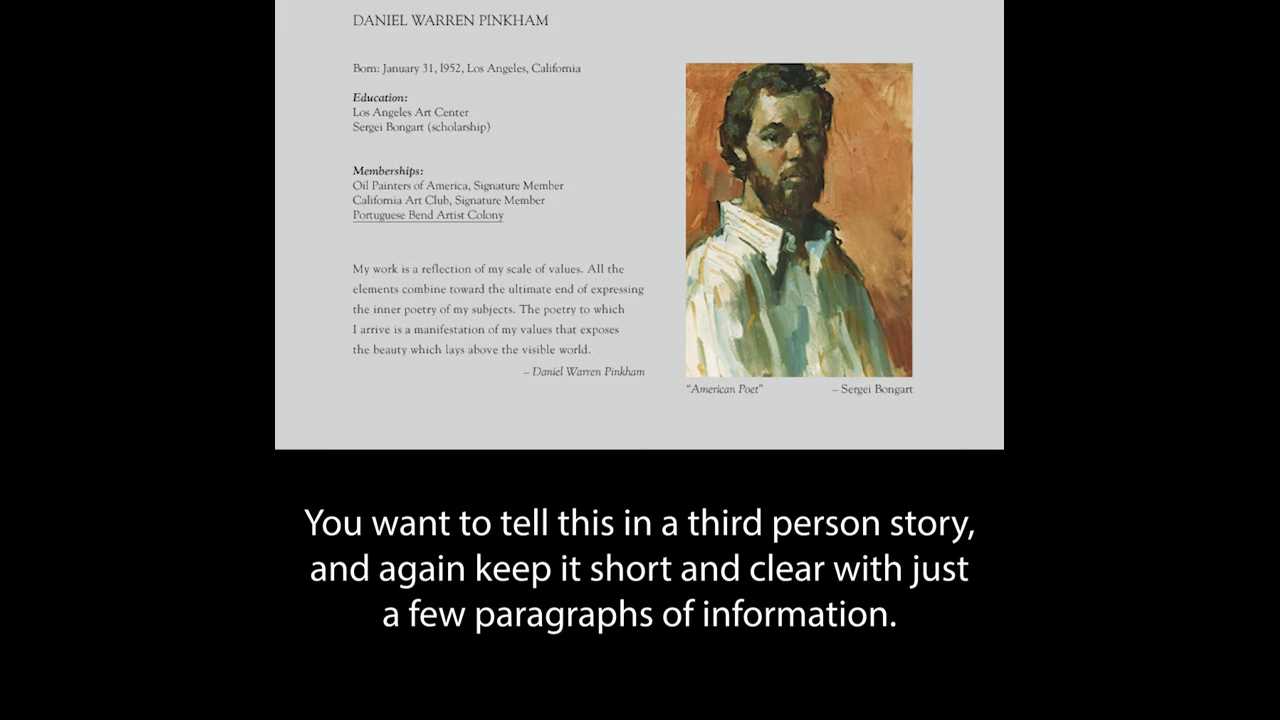 DANIEL WARREN PINKHAM
Born: January 31, 1952, Los Angeles, California
Education:
Los Angeles Art Center
Sergei Bongart (scholarship)
Memberships:
Oil Painters of America, Signature Member
California Art Club, Signature Member
Portuguese Bend Artist Colony
My work is a reflection of my scale of values. All the
elements combine toward the ultimate end of expressing
the inner poetry of my subjects. The poetry to which
I arrive is a manifestation of my values that exposes
the beauty which lays above the visible world.
– Daniel Warren Pinkham
“American Poet” – Sergei Bongart
You want to tell this in a third person story,
and again keep it short and clear with just
a few paragraphs of information.